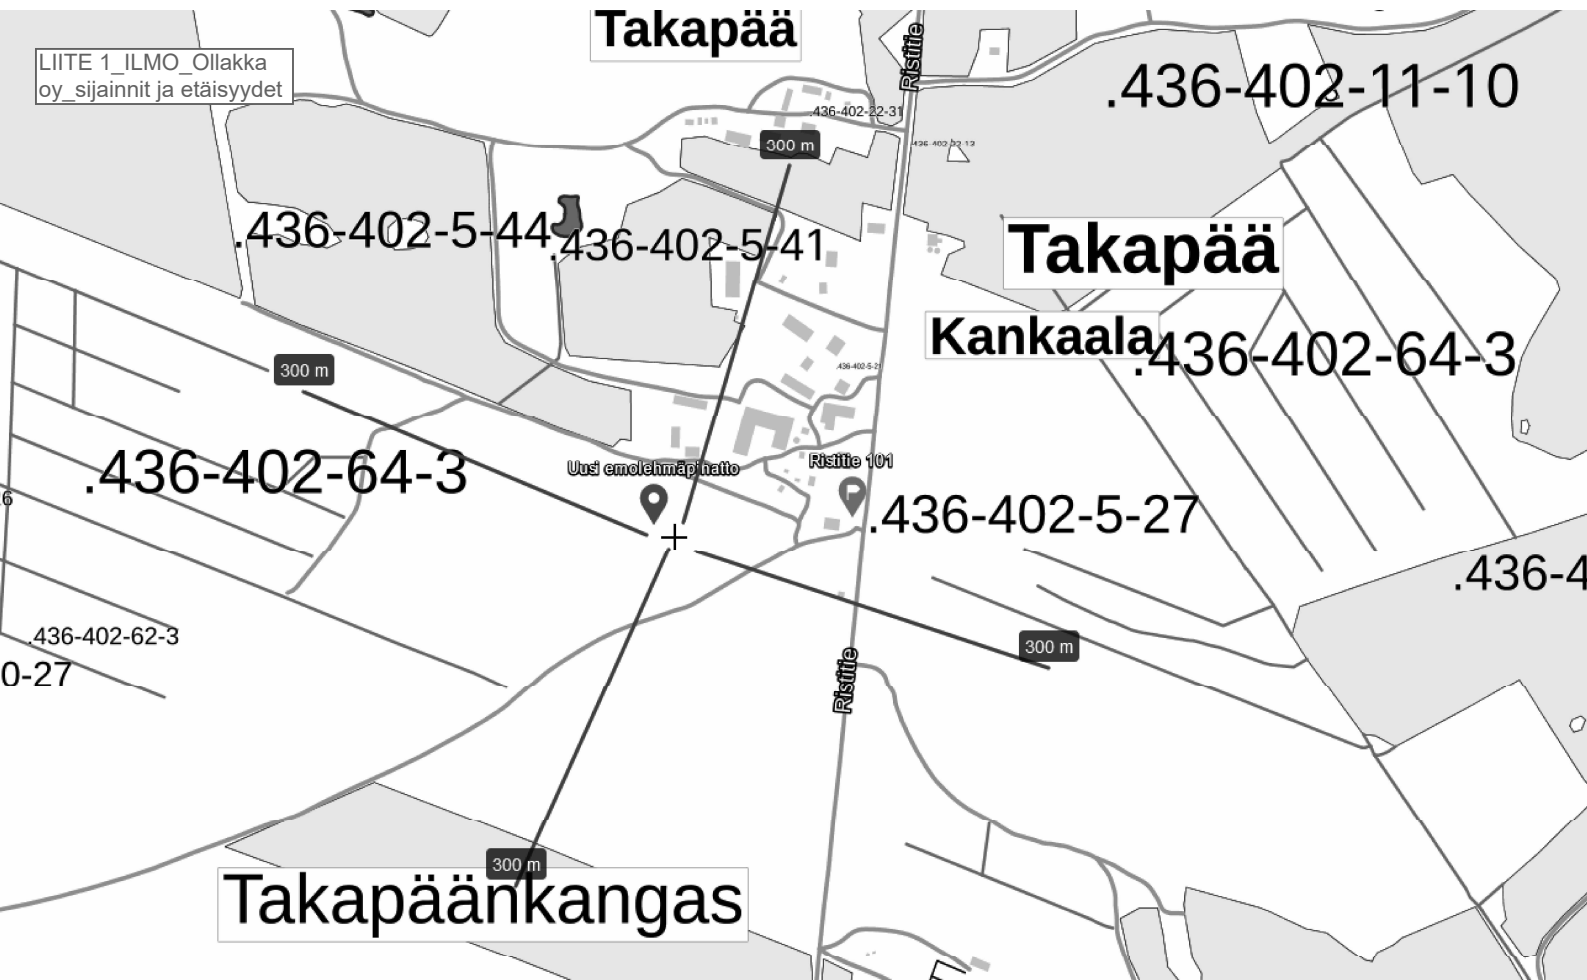 Takapää
Ristitie
LIITE 1_ILMO_Ollakka
oy_sijainnit ja etäisyydet
.436-402-11-10
.436-402-22-31
300 m
.436-402-5-44
.436-402-5-41
Takapää
Kankaala
.436-402-64-3
300 m
.436-402-64-3
Uusi emolehmäpihatto
Ristitie 101
.436-402-5-27
.436-4
.436-402-62-3
0-27
300 m
Ristitie
300 m
Takapäänkangas